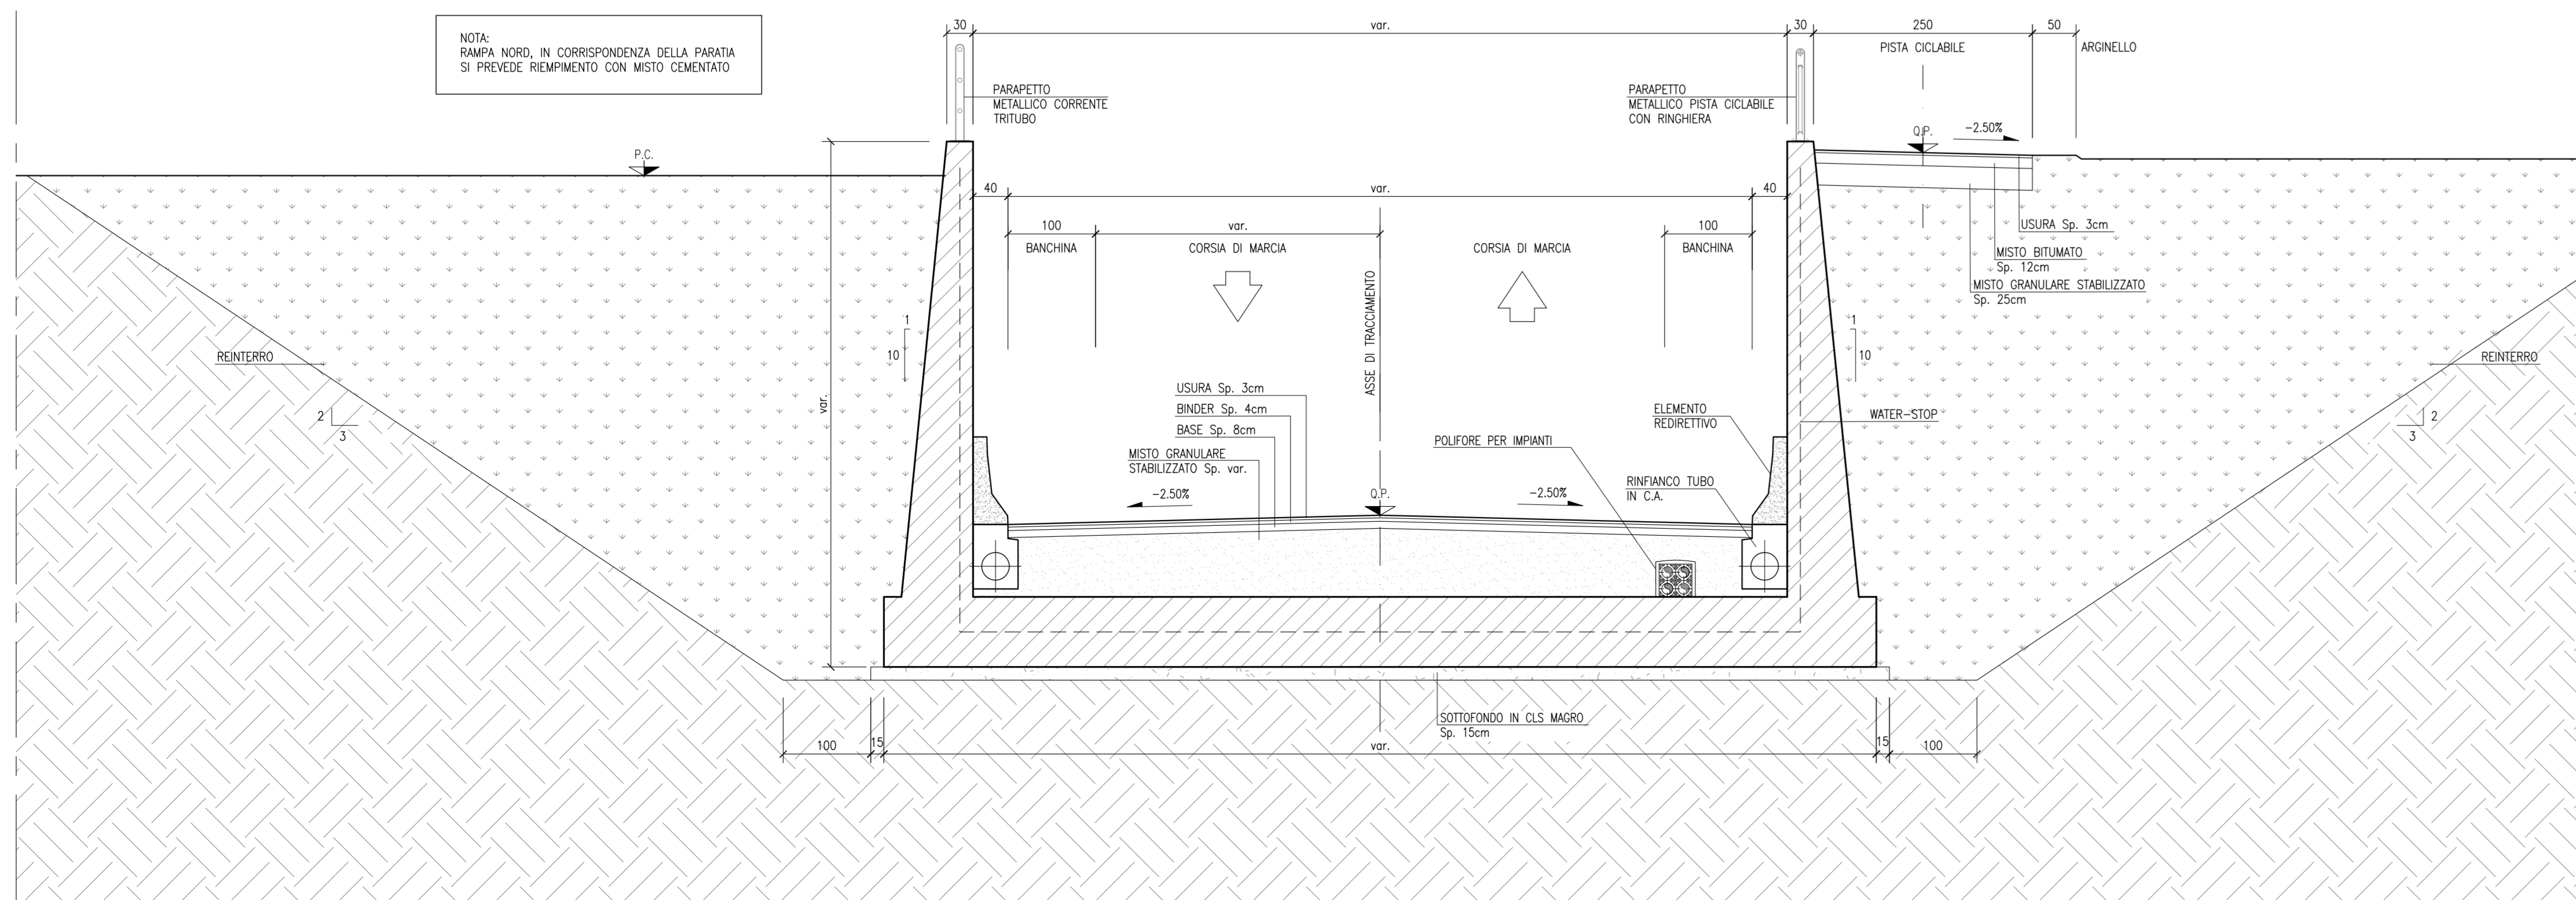 NOTA:
RAMPA NORD, IN CORRISPONDENZA DELLA PARATIA
SI PREVEDE RIEMPIMENTO CON MISTO CEMENTATO
30
var.
30
250
50
PISTA CICLABILE
ARGINELLO
PARAPETTO
METALLICO CORRENTE
TRITUBO
PARAPETTO
METALLICO PISTA CICLABILE
CON RINGHIERA
P.C.
Q.P.
-2.50%
40
var.
40
100
var.
100
BANCHINA
CORSIA DI MARCIA
CORSIA DI MARCIA
BANCHINA
USURA Sp. 3cm
MISTO BITUMATO
Sp. 12cm
MISTO GRANULARE STABILIZZATO
Sp. 25cm
ASSE DI TRACCIAMENTO
1
10
1
10
REINTERRO
2
3
REINTERRO
2
3
var.
USURA Sp. 3cm
BINDER Sp. 4cm
BASE Sp. 8cm
MISTO GRANULARE
STABILIZZATO Sp. var.
ELEMENTO
REDIRETTIVO
WATER-STOP
POLIFORE PER IMPIANTI
RINFIANCO TUBO
IN C.A.
-2.50%
Q.P.
-2.50%
SOTTOFONDO IN CLS MAGRO
Sp. 15cm
100
15
var.
15
100